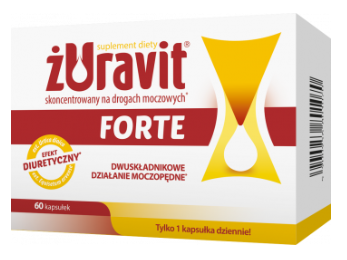 suplement diety
żuravit®
skoncentrowany na drogach moczowych*
FORTE
EFEKT
DIURETYCZNY*
DWUSKŁADNIKOWE
DZIAŁANIE MOCZOPĘDNE*
60 kapsułek
Tylko 1 kapsułka dziennie!